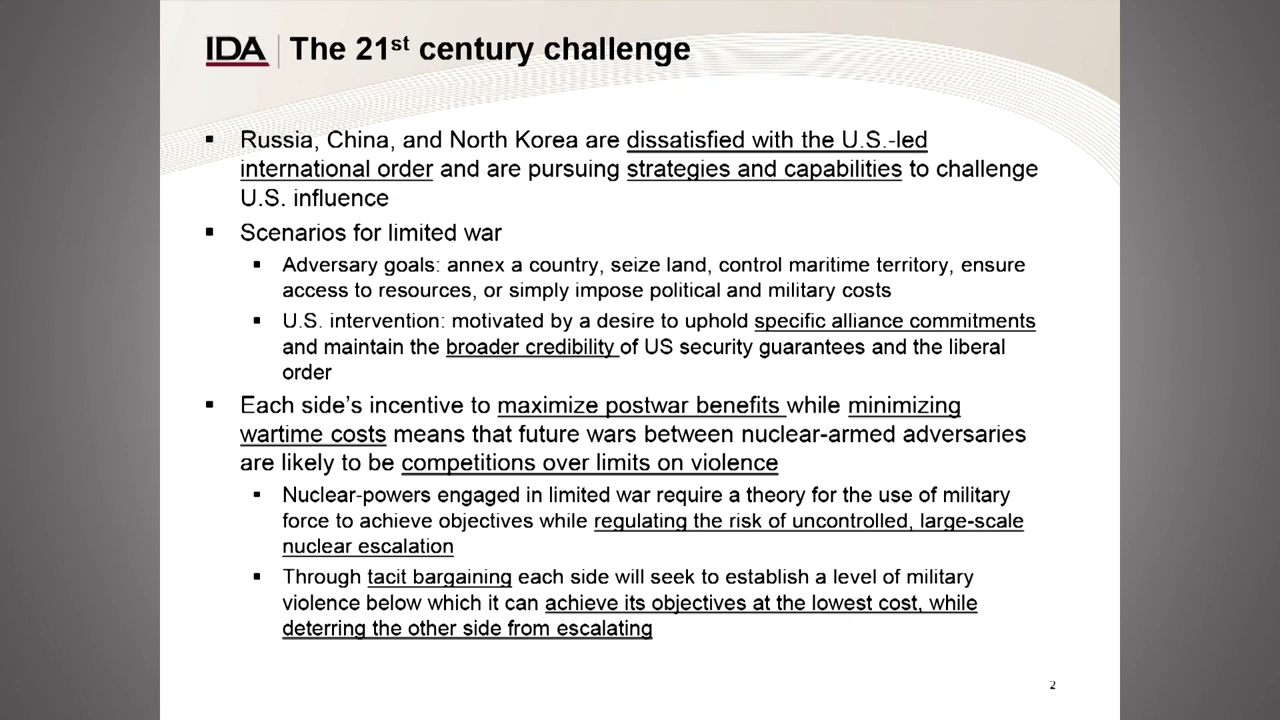 IDA The 21st century challenge
▪ Russia, China, and North Korea are dissatisfied with the U.S.-led
international order and are pursuing strategies and capabilities to challenge
U.S. influence
▪ Scenarios for limited war
▪ Adversary goals: annex a country, seize land, control maritime territory, ensure
access to resources, or simply impose political and military costs
▪ U.S. intervention: motivated by a desire to uphold specific alliance commitments
and maintain the broader credibility of US security guarantees and the liberal
order
▪ Each side’s incentive to maximize postwar benefits while minimizing
wartime costs means that future wars between nuclear-armed adversaries
are likely to be competitions over limits on violence
▪ Nuclear-powers engaged in limited war require a theory for the use of military
force to achieve objectives while regulating the risk of uncontrolled, large-scale
nuclear escalation
▪ Through tacit bargaining each side will seek to establish a level of military
violence below which it can achieve its objectives at the lowest cost, while
deterring the other side from escalating
2